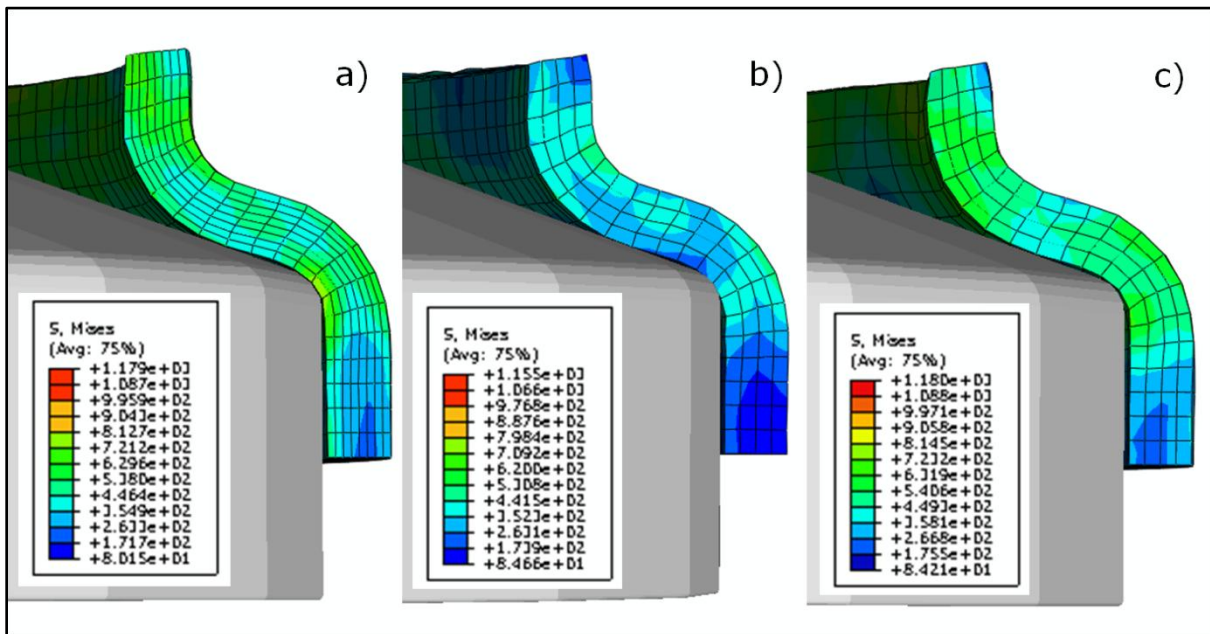 a)
S, Mises
(Avg: 75%)
+1.179e+03
+1.087e+03
+9.959e+02
+9.043e+02
+8.127e+02
+7.212e+02
+6.296e+02
+5.380e+02
+4.464e+02
+3.549e+02
+2.633e+02
+1.717e+02
+8.015e+01
b)
S, Mises
(Avg: 75%)
+1.155e+03
+1.066e+03
+9.768e+02
+8.876e+02
+7.984e+02
+7.092e+02
+6.200e+02
+5.308e+02
+4.415e+02
+3.523e+02
+2.631e+02
+1.739e+02
+8.466e+01
c)
S, Mises
(Avg: 75%)
+1.180e+03
+1.088e+03
+9.971e+02
+9.058e+02
+8.145e+02
+7.232e+02
+6.319e+02
+5.406e+02
+4.493e+02
+3.581e+02
+2.668e+02
+1.755e+02
+8.421e+01